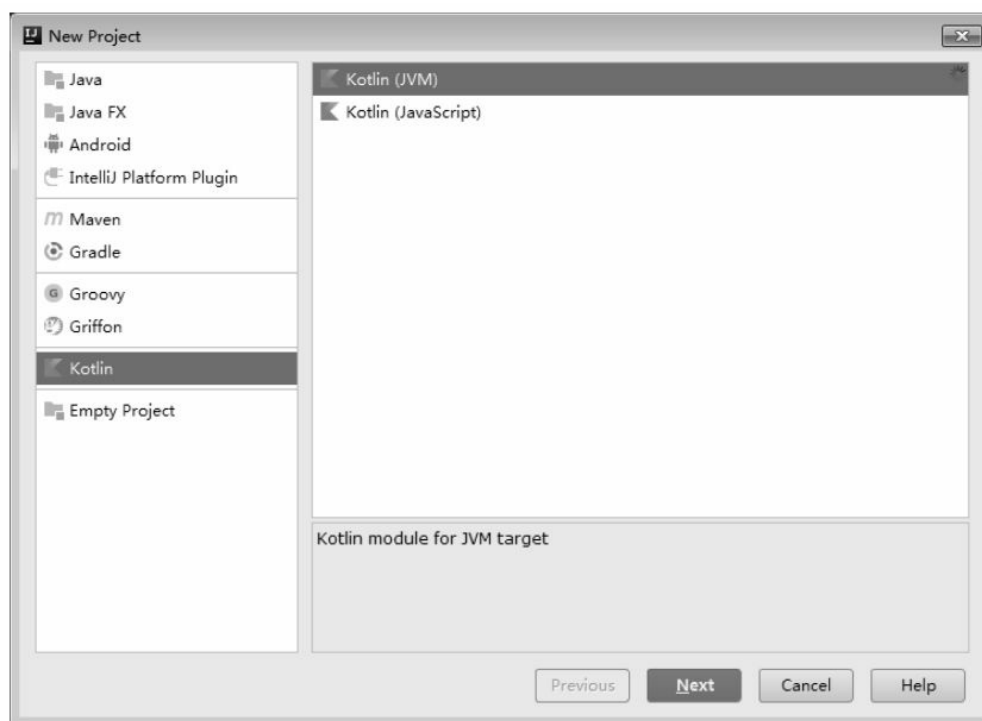 New Project
Java
Java FX
Android
IntelliJ Platform Plugin
Maven
Gradle
Groovy
Griffon
Kotlin
Empty Project
Kotlin (JVM)
Kotlin (JavaScript)
Kotlin module for JVM target
Previous Next Cancel Help